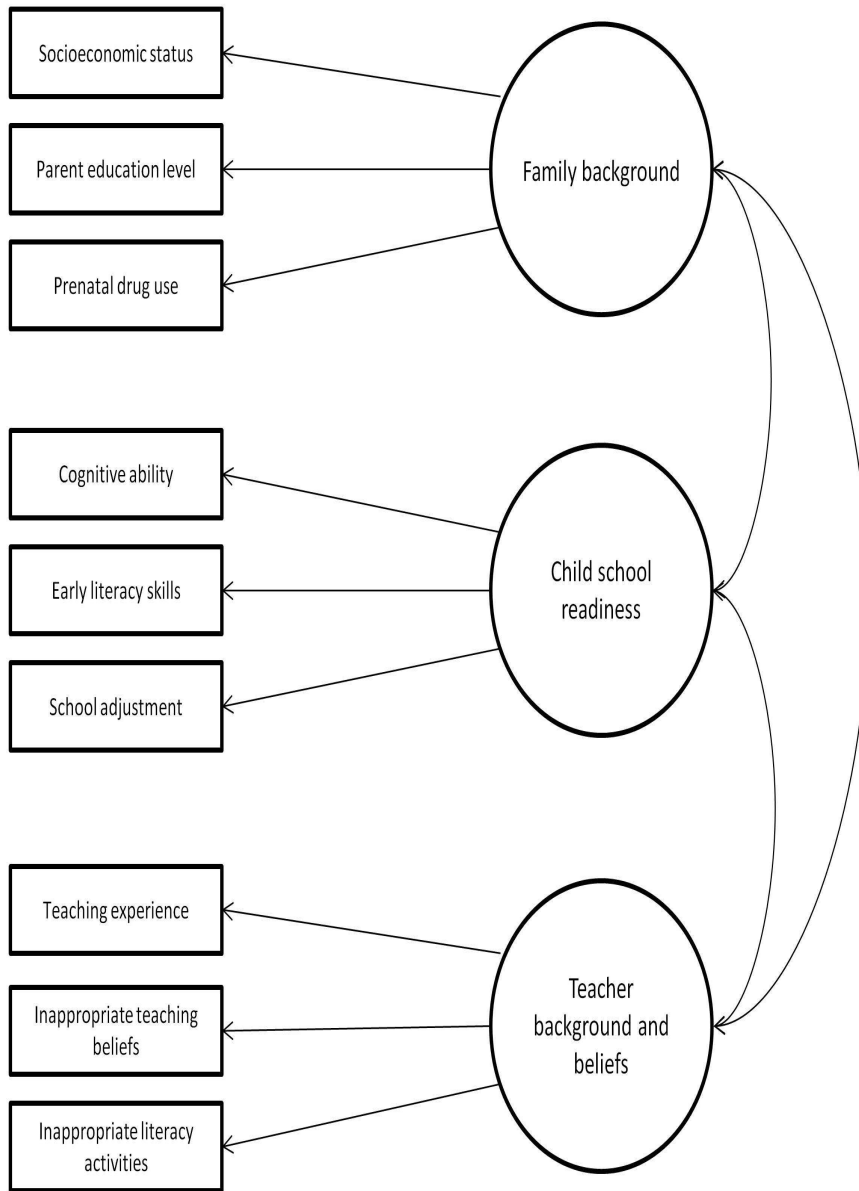 Socioeconomic status
Parent education level
Family background
Prenatal drug use
Cognitive ability
Early literacy skills
Child school
readiness
School adjustment
Teaching experience
Inappropriate teaching
beliefs
Teacher
background and
beliefs
Inappropriate literacy
activities